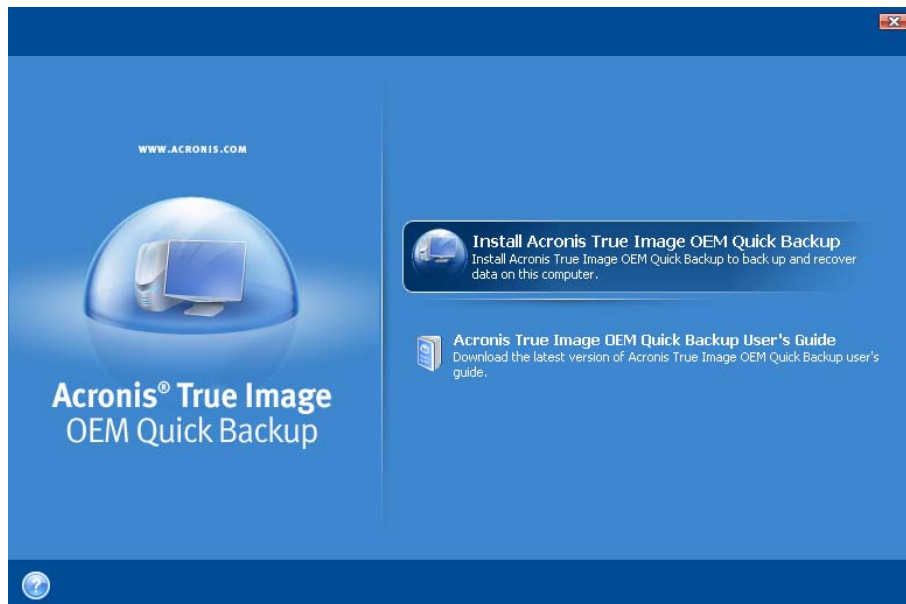 WWW.ACRONIS.COM
Acronis® True Image
OEM Quick Backup
Install Acronis True Image OEM Quick Backup
Install Acronis True Image OEM Quick Backup to back up and recover
data on this computer.
Acronis True Image OEM Quick Backup User's Guide
Download the latest version of Acronis True Image OEM Quick Backup user's
guide.
?